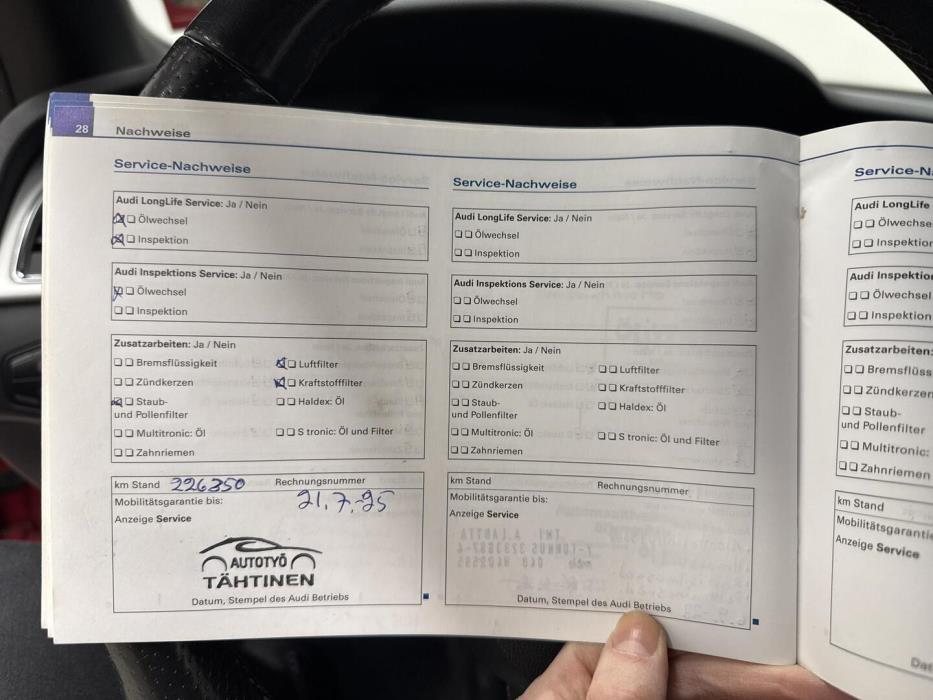 28 Nachweise
Service-Nachweise
Audi LongLife Service: Ja / Nein
Ölwechsel
Inspektion
Audi Inspektions Service: Ja / Nein
Ölwechsel
Inspektion
Zusatzarbeiten: Ja / Nein
Bremsflüssigkeit Luftfilter
Zündkerzen Kraftstofffilter
Staub- Haldex: Öl
und Pollenfilter
Multitronic: Öl S tronic: Öl und Filter
Zahnriemen
km Stand 226350 Rechnungsnummer
Mobilitätsgarantie bis: 21.7.-25
Anzeige Service
AUTOTYÖ
TÄHTINEN
Datum, Stempel des Audi Betriebs
Service-Nachweise
Audi LongLife Service: Ja / Nein
Ölwechsel
Inspektion
Audi Inspektions Service: Ja / Nein
Ölwechsel
Inspektion
Zusatzarbeiten: Ja / Nein
Bremsflüssigkeit Luftfilter
Zündkerzen Kraftstofffilter
Staub- Haldex: Öl
und Pollenfilter
Multitronic: Öl S tronic: Öl und Filter
Zahnriemen
km Stand Rechnungsnummer
Mobilitätsgarantie bis:
Anzeige Service
Datum, Stempel des Audi Betriebs
Service-N
Audi LongLife
Ölwechse
Inspektion
Audi Inspektio
Ölwechsel
Inspektion
Zusatzarbeiten:
Bremsflüss
Zündkerzen
Staub-
und Pollenfilter
Multitronic:
Zahnriemen
km Stand
Mobilitätsgarantie
Anzeige Service
Dat